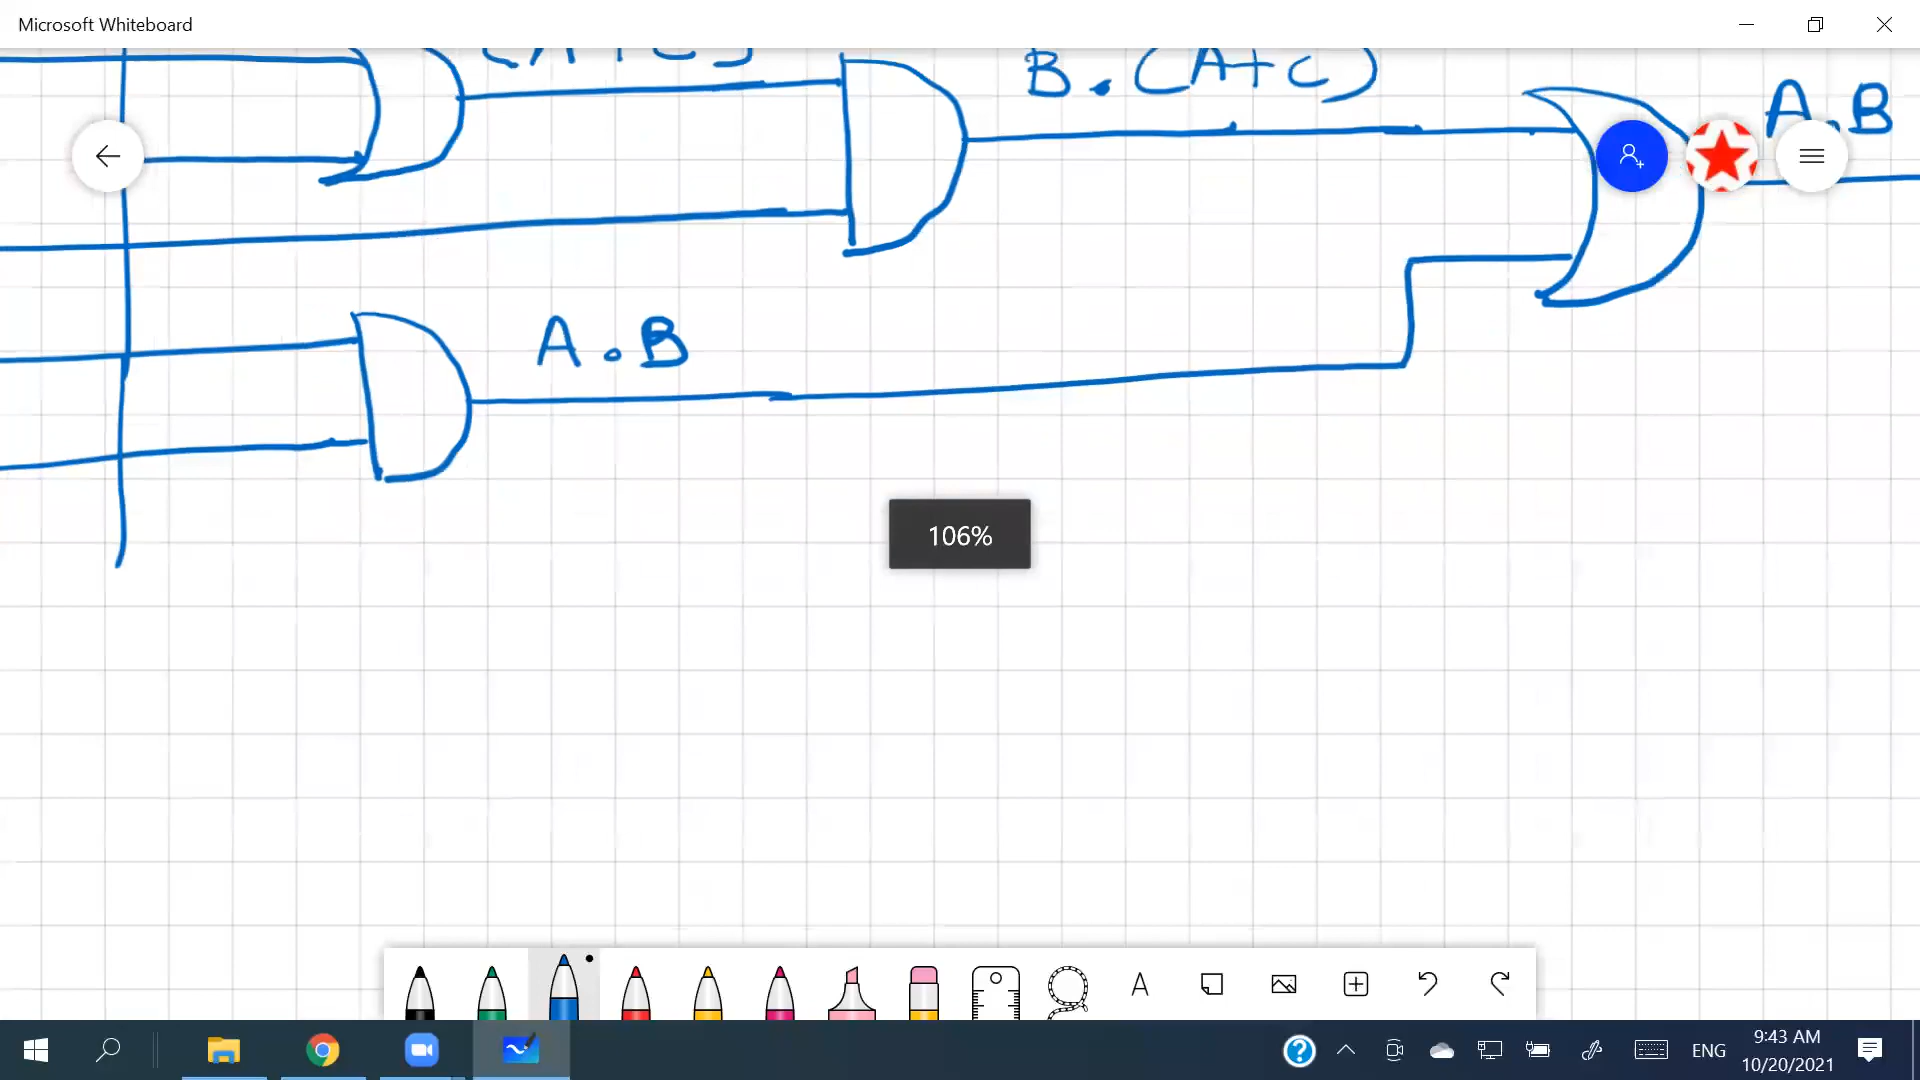 Microsoft Whiteboard
(A+C)
B.(A+C)
A.B
A.B
106%
A
ENG
9:43 AM
10/20/2021